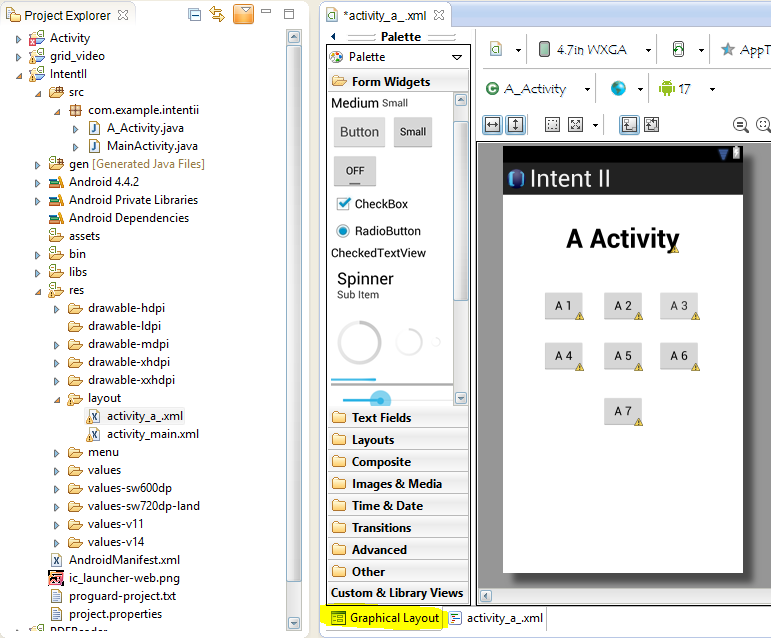 Project Explorer
Activity
grid_video
IntentII
src
com.example.intentii
A_Activity.java
MainActivity.java
gen [Generated Java Files]
Android 4.4.2
Android Private Libraries
Android Dependencies
assets
bin
libs
res
drawable-hdpi
drawable-ldpi
drawable-mdpi
drawable-xhdpi
drawable-xxhdpi
layout
activity_a_.xml
activity_main.xml
menu
values
values-sw600dp
values-sw720dp-land
values-v11
values-v14
AndroidManifest.xml
ic_launcher-web.png
proguard-project.txt
project.properties
*activity_a_.xml
Palette
Palette
Form Widgets
Medium Small
Button Small
OFF
CheckBox
RadioButton
CheckedTextView
Spinner
Sub Item
Text Fields
Layouts
Composite
Images & Media
Time & Date
Transitions
Advanced
Other
Custom & Library Views
Graphical Layout
activity_a_.xml
4.7in WXGA
AppT
A_Activity
17
Intent II
A Activity
A 1 A 2 A 3
A 4 A 5 A 6
A 7